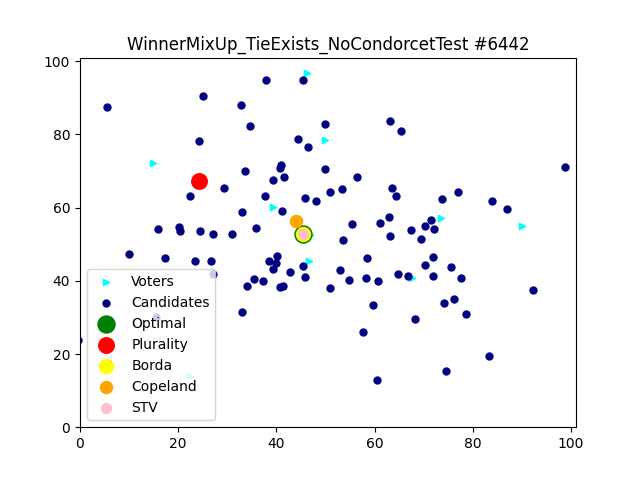 WinnerMixUp_TieExists_NoCondorcetTest #6442
100
80
60
40
20
0
0 20 40 60 80 100
Voters
Candidates
Optimal
Plurality
Borda
Copeland
STV